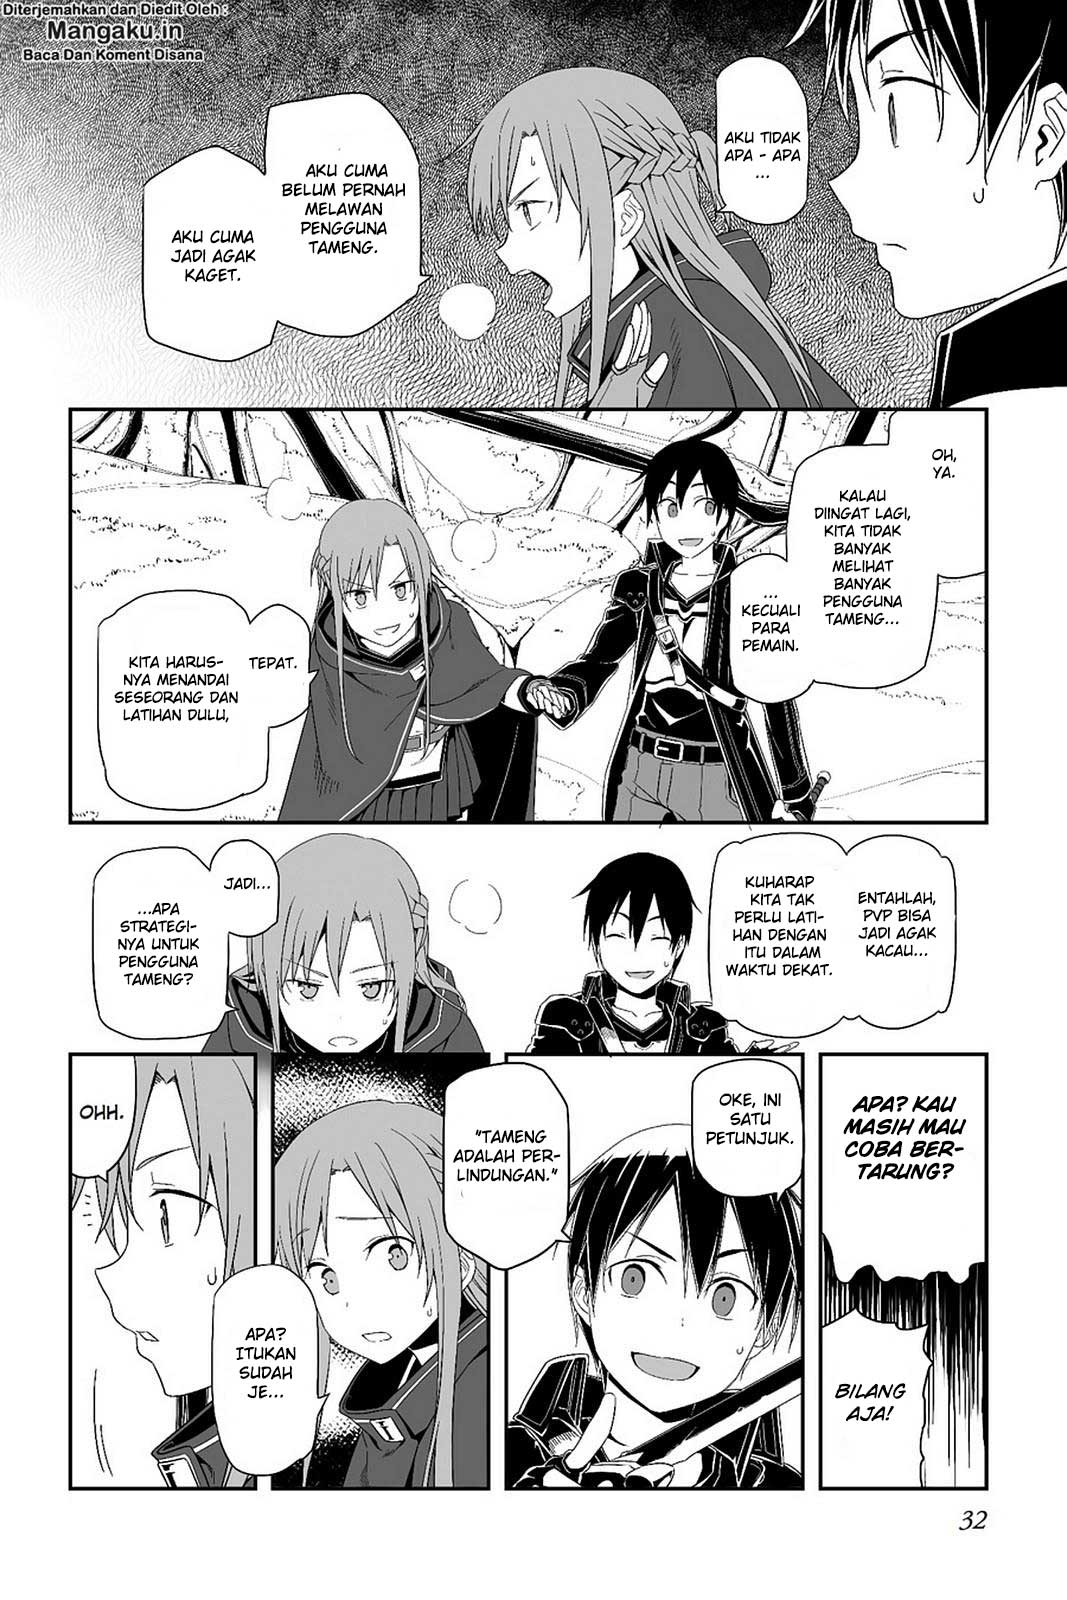 Diterjemahkan dan Diedit Oleh :
Mangaku.in
Baca Dan Koment Disana
AKU TIDAK
APA - APA
...
AKU CUMA
BELUM PERNAH
MELAWAN
PENGGUNA
TAMENG.
AKU CUMA
JADI AGAK
KAGET.
OH,
YA.
KALAU
DIINGAT LAGI,
KITA TIDAK
BANYAK
MELIHAT
BANYAK
PENGGUNA
TAMENG...
...
KECUALI
PARA
PEMAIN.
TEPAT.
KITA HARUS-
NYA MENANDAI
SESEORANG DAN
LATIHAN DULU,
ENTAHLAH,
PVP BISA
JADI AGAK
KACAU...
KUHARAP
KITA TAK
PERLU LATI-
HAN DENGAN
ITU DALAM
WAKTU DEKAT.
JADI...
...APA
STRATEGI-
NYA UNTUK
PENGGUNA
TAMENG?
APA? KAU
MASIH MAU
COBA BER-
TARUNG?
BILANG
AJA!
OKE, INI
SATU
PETUNJUK.
"TAMENG
ADALAH PER-
LINDUNGAN."
APA?
ITUKAN
SUDAH
JE...
OHH.
32